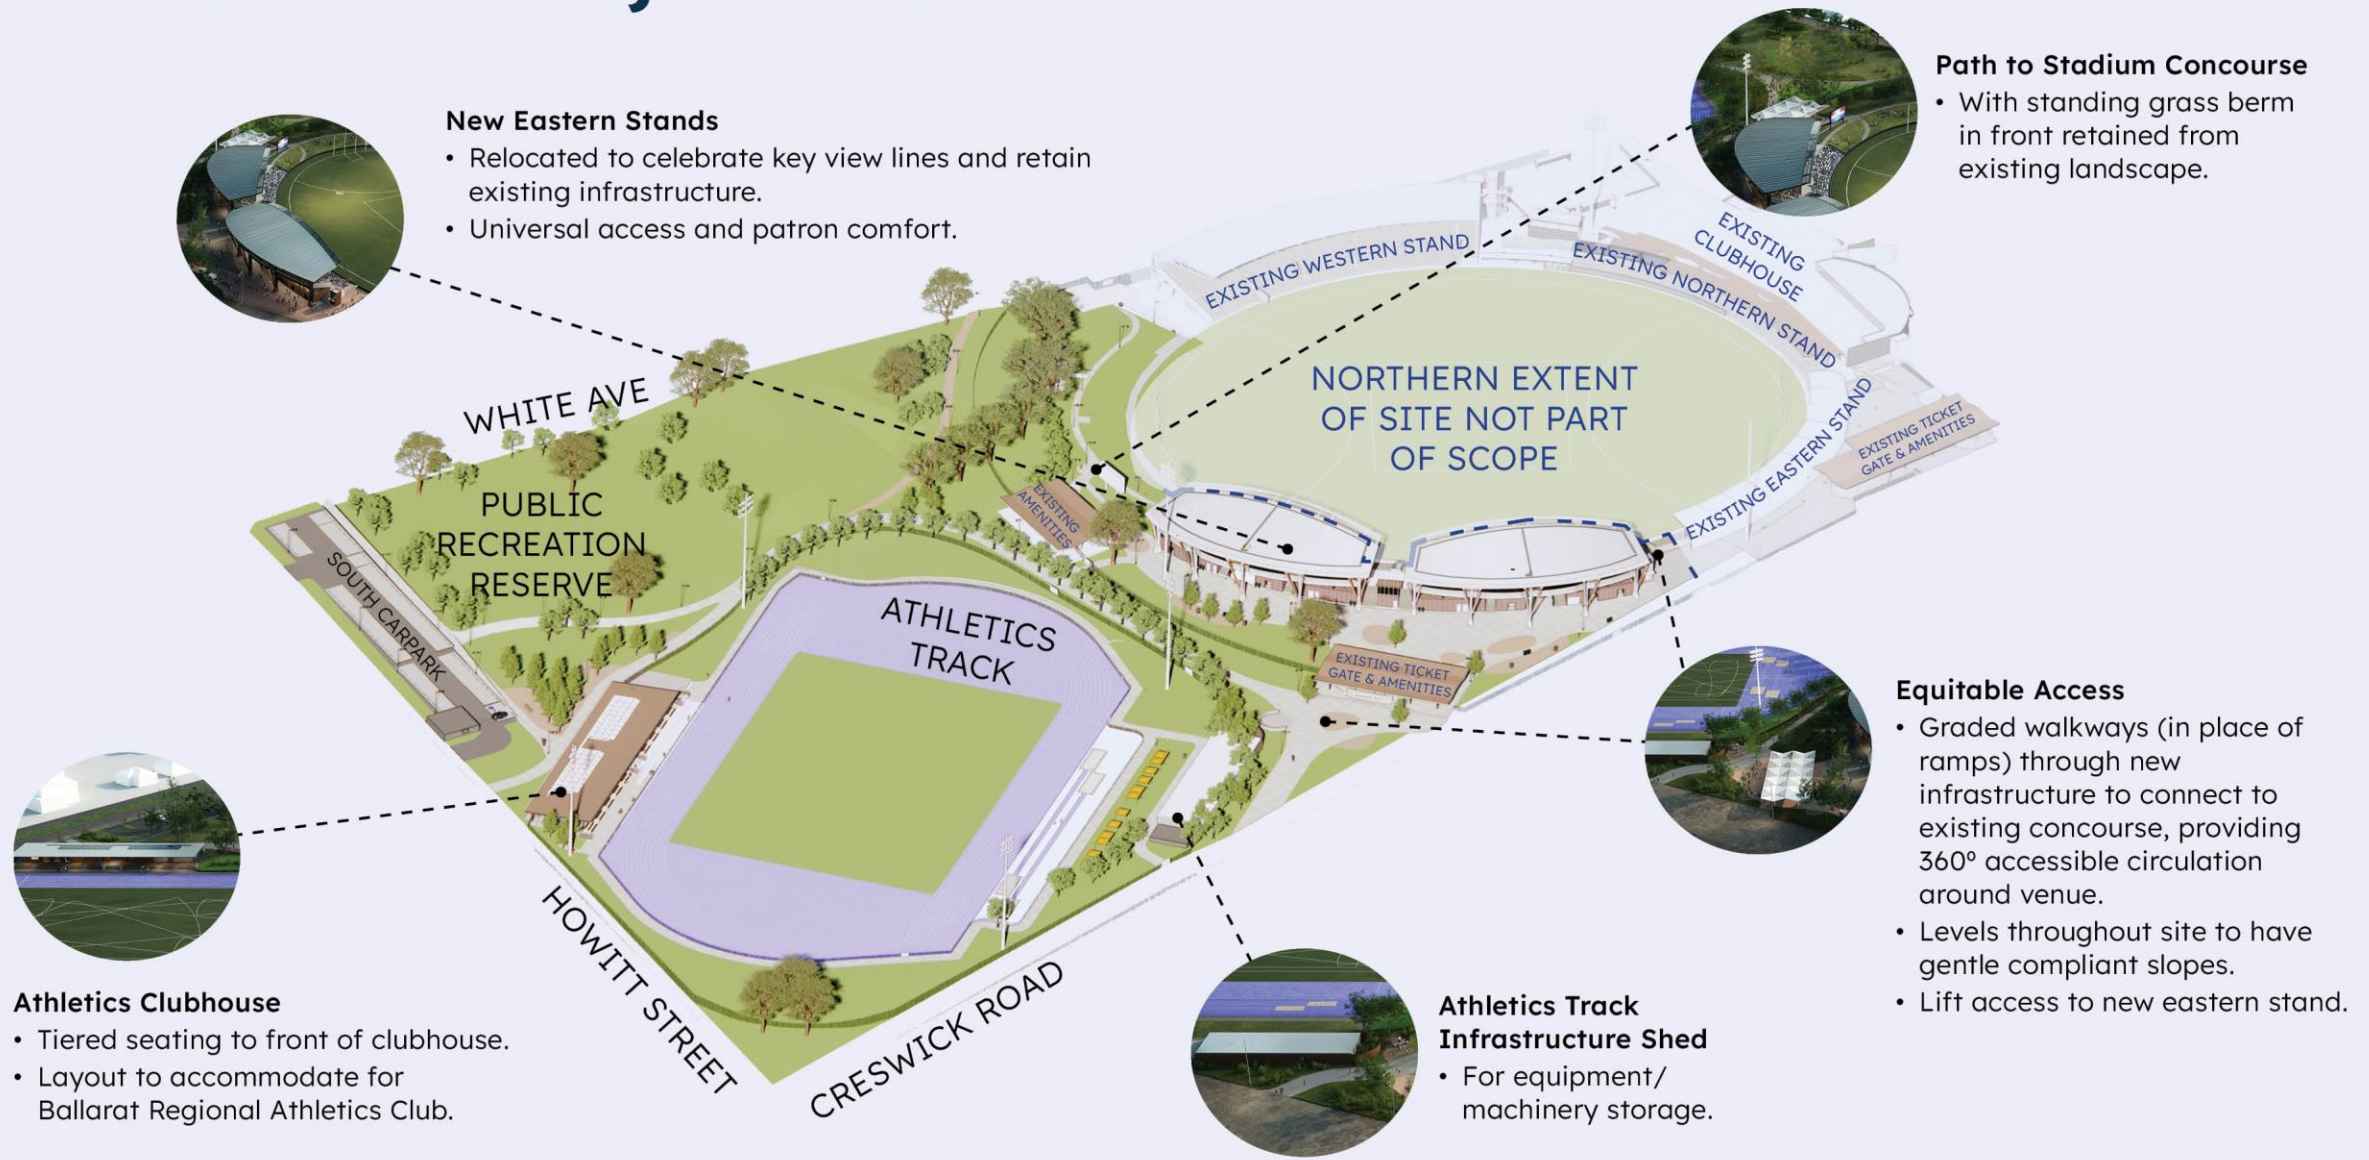 New Eastern Stands
• Relocated to celebrate key view lines and retain
existing infrastructure.
• Universal access and patron comfort.
Path to Stadium Concourse
• With standing grass berm
in front retained from
existing landscape.
EXISTING WESTERN STAND
EXISTING
CLUBHOUSE
EXISTING NORTHERN STAND
NORTHERN EXTENT
OF SITE NOT PART
OF SCOPE
EXISTING EASTERN STAND
EXISTING TICKET
GATE & AMENITIES
WHITE AVE
PUBLIC
RECREATION
RESERVE
SOUTH CARPARK
EXISTING
AMENITIES
ATHLETICS
TRACK
EXISTING TICKET
GATE & AMENITIES
HOWITT STREET
CRESWICK ROAD
Equitable Access
• Graded walkways (in place of
ramps) through new
infrastructure to connect to
existing concourse, providing
360º accessible circulation
around venue.
• Levels throughout site to have
gentle compliant slopes.
• Lift access to new eastern stand.
Athletics Clubhouse
• Tiered seating to front of clubhouse.
• Layout to accommodate for
Ballarat Regional Athletics Club.
Athletics Track
Infrastructure Shed
• For equipment/
machinery storage.